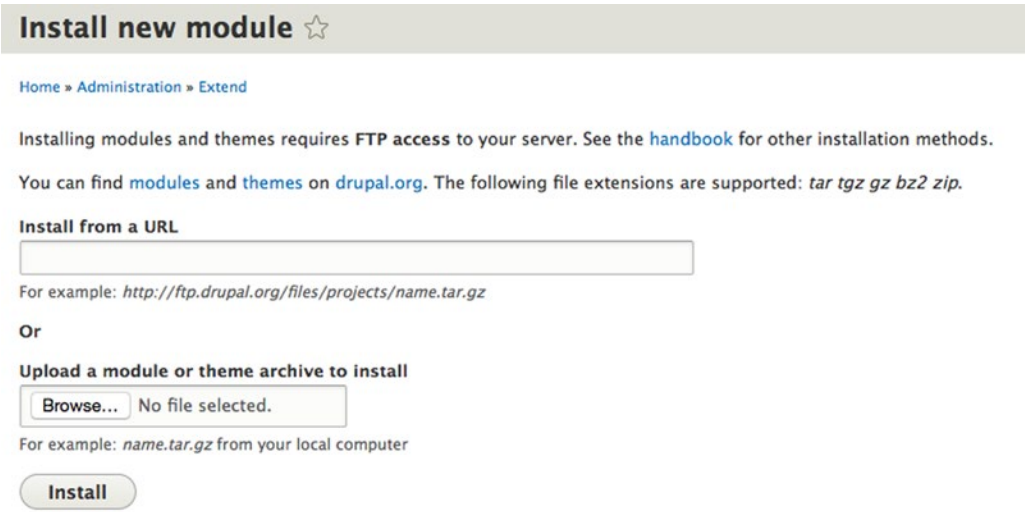 Install new module
Home » Administration » Extend
Installing modules and themes requires FTP access to your server. See the handbook for other installation methods.
You can find modules and themes on drupal.org. The following file extensions are supported: tar tgz gz bz2 zip.
Install from a URL
For example: http://ftp.drupal.org/files/projects/name.tar.gz
Or
Upload a module or theme archive to install
Browse... No file selected.
For example: name.tar.gz from your local computer
Install